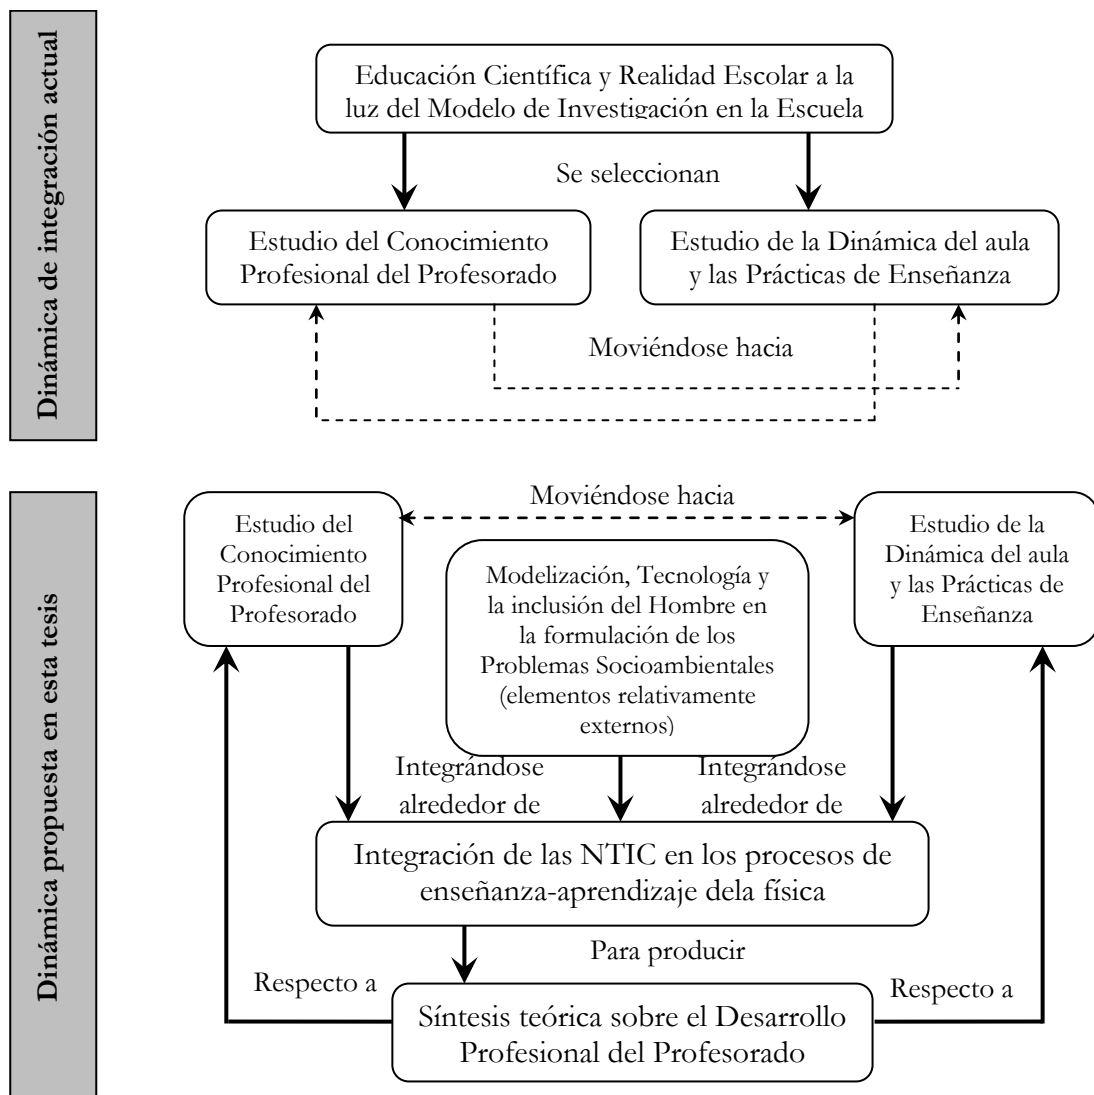 Dinámica de integración actual
Educación Científica y Realidad Escolar a la
luz del Modelo de Investigación en la Escuela
Se seleccionan
Estudio del Conocimiento
Profesional del Profesorado
Estudio de la Dinámica del aula
y las Prácticas de Enseñanza
Moviéndose hacia
Dinámica propuesta en esta tesis
Moviéndose hacia
Estudio del
Conocimiento
Profesional del
Profesorado
Modelización, Tecnología y
la inclusión del Hombre en
la formulación de los
Problemas Socioambientales
(elementos relativamente
externos)
Estudio de la
Dinámica del aula
y las Prácticas de
Enseñanza
Integrándose
alrededor de
Integrándose
alrededor de
Integración de las NTIC en los procesos de
enseñanza-aprendizaje dela física
Para producir
Respecto a
Respecto a
Síntesis teórica sobre el Desarrollo
Profesional del Profesorado